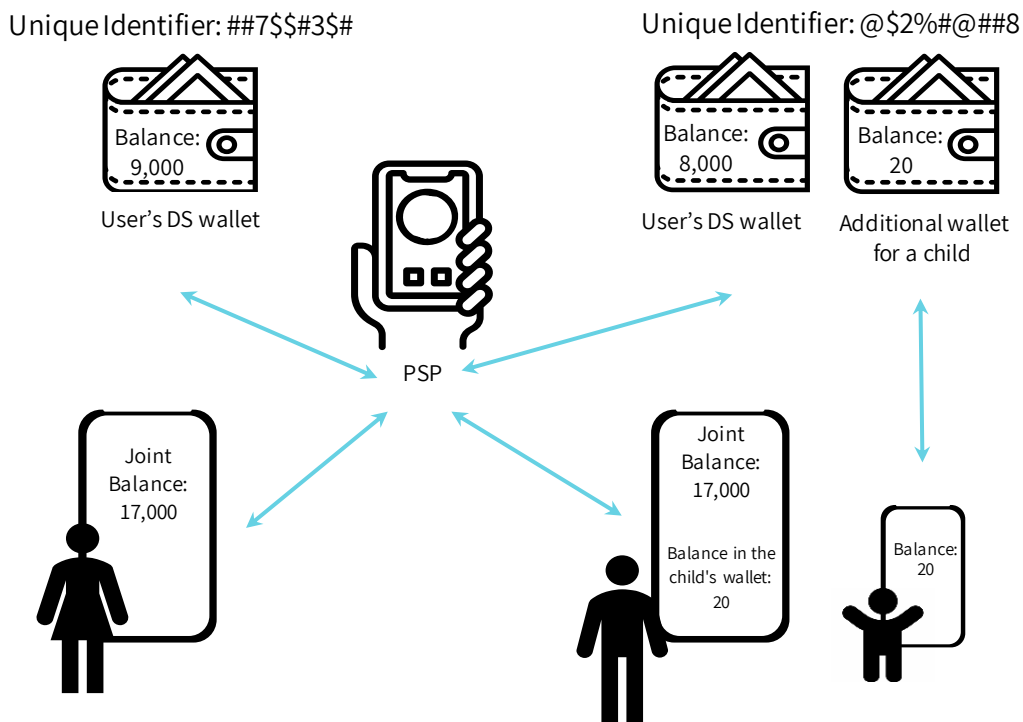 Unique Identifier: ##7$$#3$#
Unique Identifier: @$2%#@##8
Balance:
9,000
Balance:
8,000
Balance:
20
User's DS wallet
User's DS wallet
Additional wallet
for a child
PSP
Joint
Balance:
17,000
Joint
Balance:
17,000
Balance in the
child's wallet:
20
Balance:
20